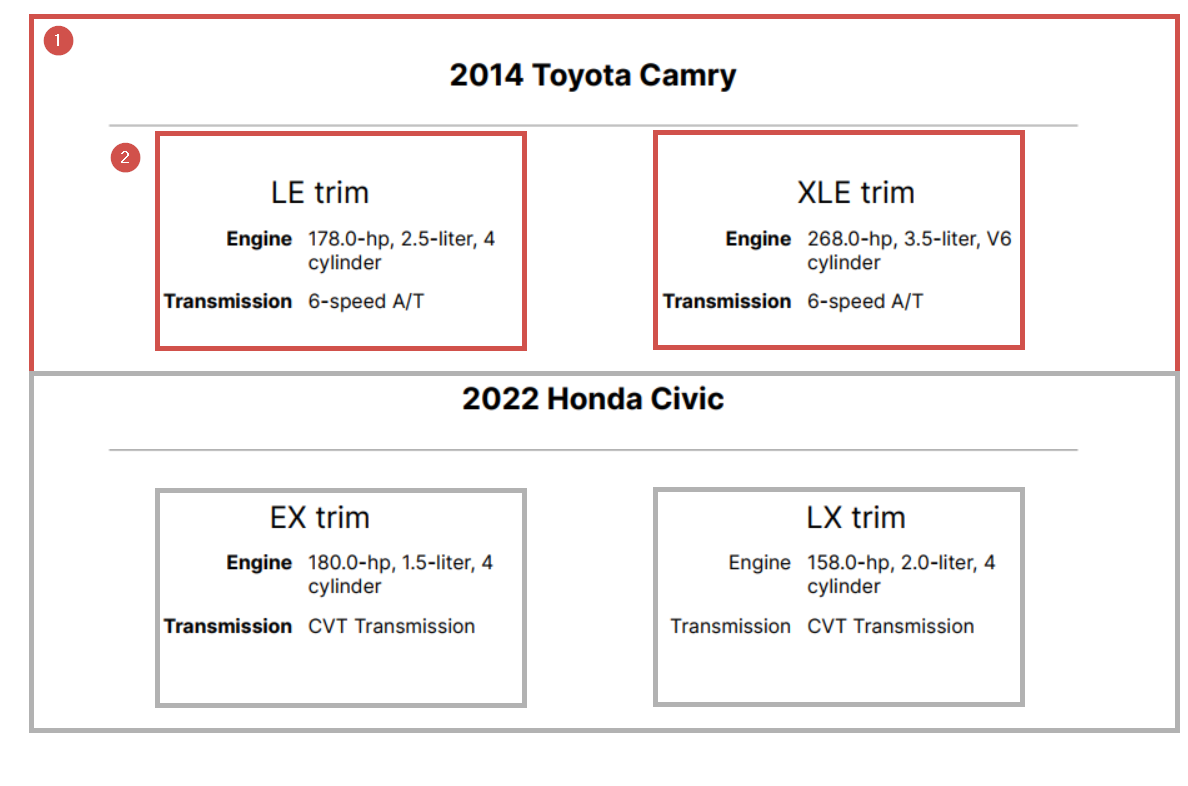 1
2014 Toyota Camry
2
LE trim
Engine 178.0-hp, 2.5-liter, 4
cylinder
Transmission 6-speed A/T
XLE trim
Engine 268.0-hp, 3.5-liter, V6
cylinder
Transmission 6-speed A/T
2022 Honda Civic
EX trim
Engine 180.0-hp, 1.5-liter, 4
cylinder
Transmission CVT Transmission
LX trim
Engine 158.0-hp, 2.0-liter, 4
cylinder
Transmission CVT Transmission